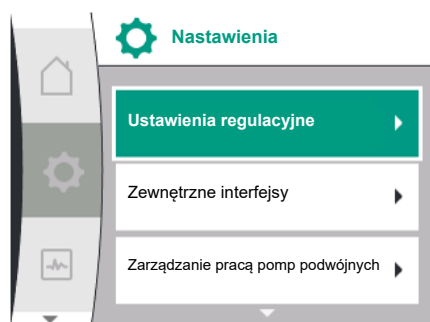 Nastawienia
Ustawienia regulacyjne
Zewnętrzne interfejsy
Zarządzanie pracą pomp podwójnych